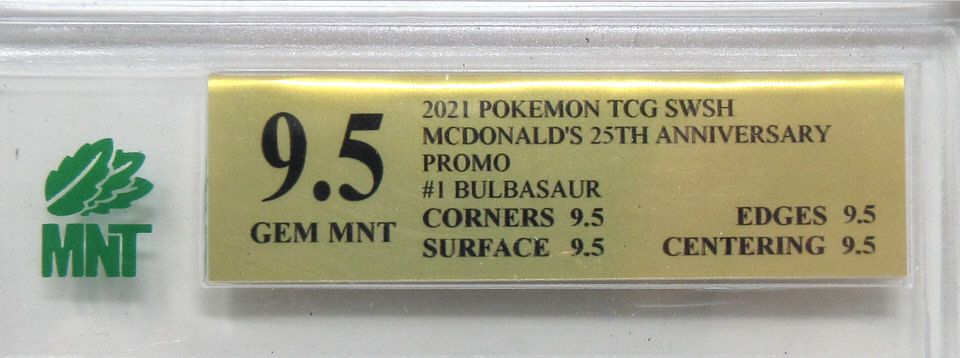 MNT
9.5
GEM MNT
2021 POKEMON TCG SWSH
MCDONALD'S 25TH ANNIVERSARY
PROMO
#1 BULBASAUR
CORNERS 9.5 EDGES 9.5
SURFACE 9.5 CENTERING 9.5